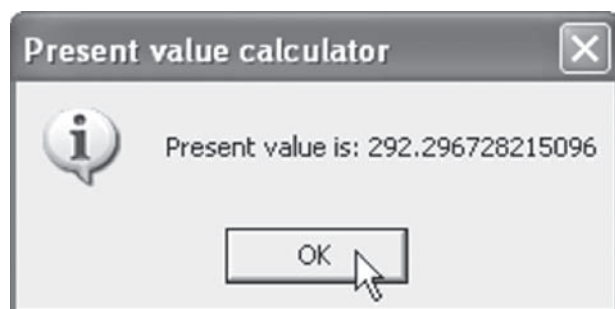 Present value calculator
Present value is: 292.296728215096
OK